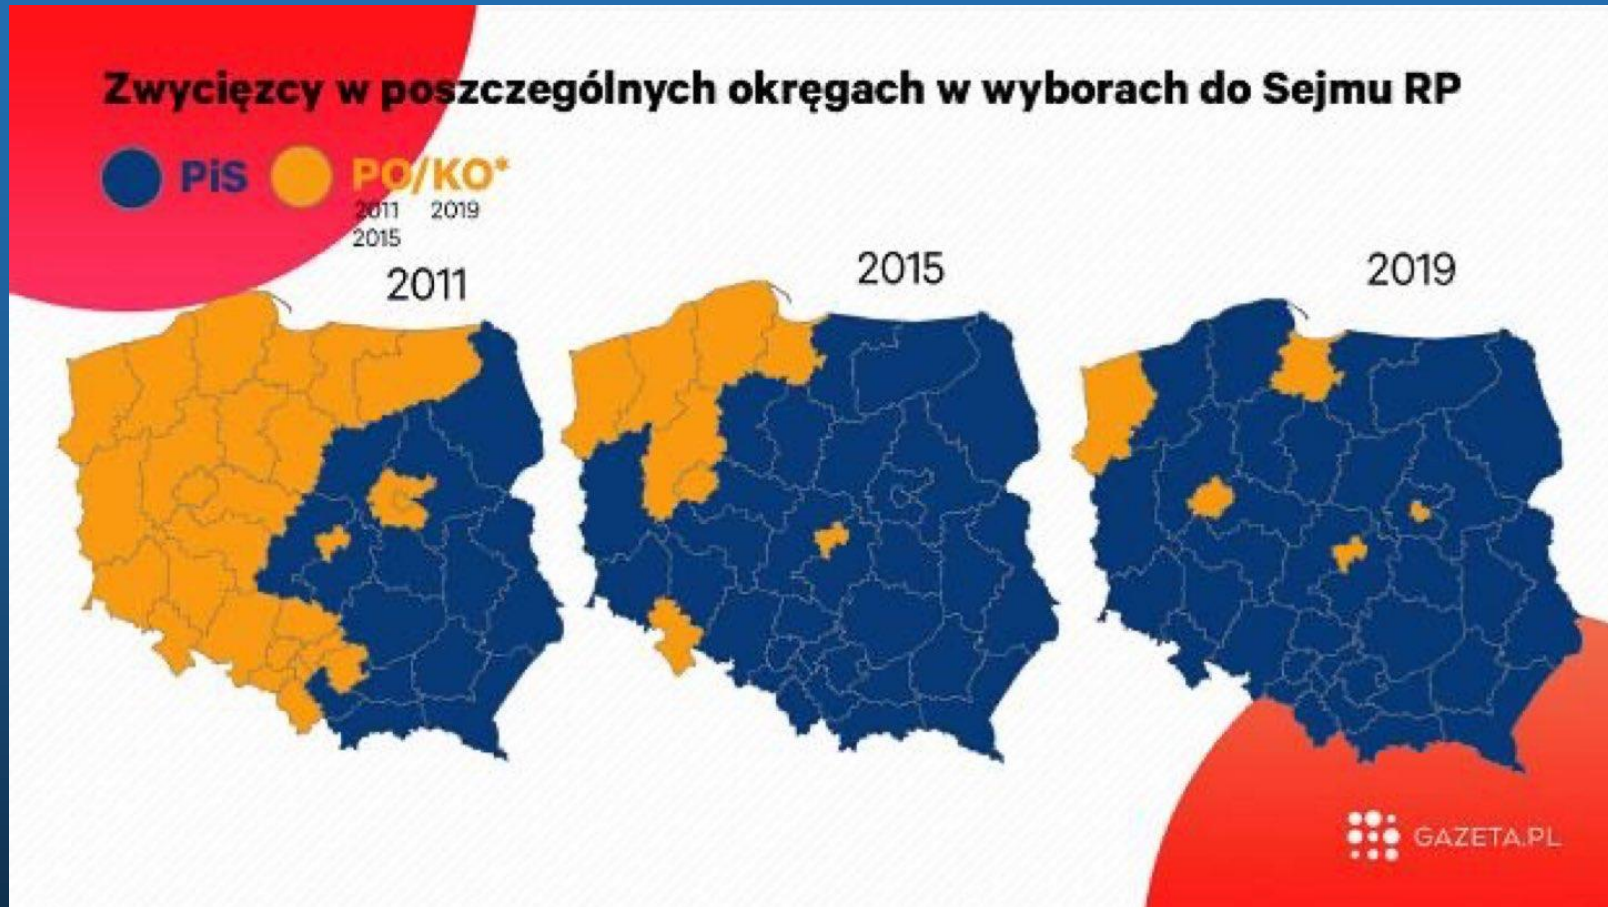 Zwycięzcy w poszczególnych okręgach w wyborach do Sejmu RP
PiS PO/KO*
2011 2019
2015
2011
2015
2019
GAZETA.PL